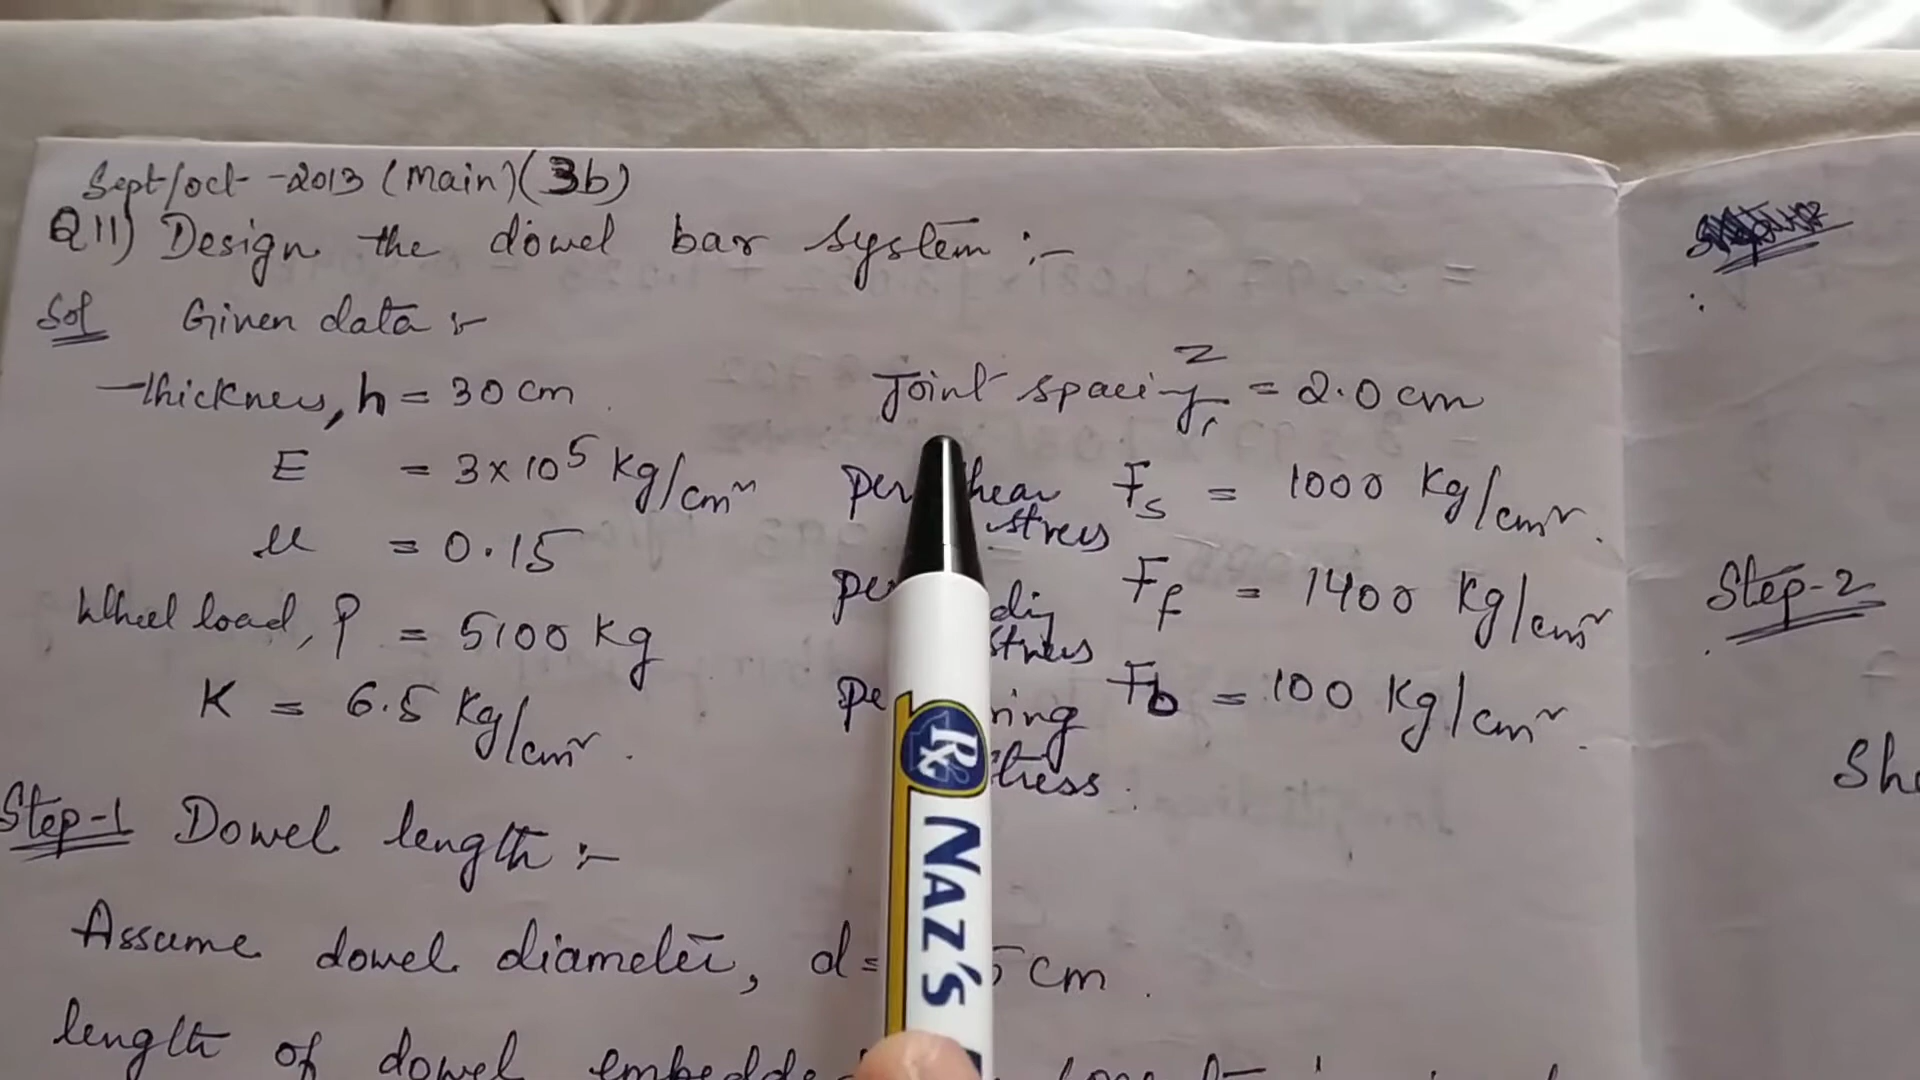 Sept/oct -2013 (Main) (3b)
Q11) Design the dowel bar system :-
Sol Given data :-
thickness, h = 30 cm.
E = 3×10⁵ Kg/cm²
μ = 0.15
Wheel load, P = 5100 Kg
K = 6.5 Kg/cm².
Joint spacing, z = 2.0 cm
per shear stress Fs = 1000 Kg/cm².
stress Ff = 1400 Kg/cm²
stress. Fb = 100 Kg/cm².
Step-1 Dowel length :-
Assume dowel diameter, d= 5 cm.
length of dowel
Step-2
Rx
NAZ'S